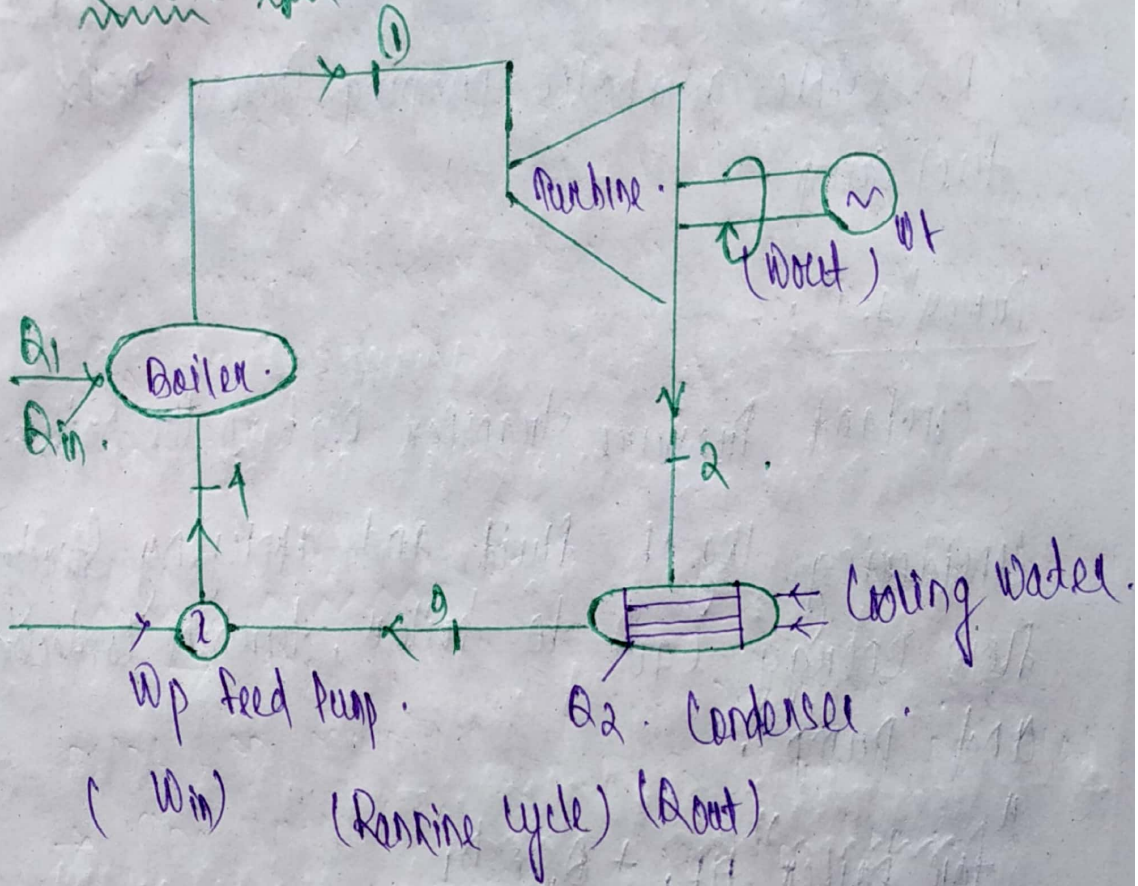 ①
Turbine.
Wt
(Wout)
Q1
Boiler.
Qin.
4
2
9
Cooling Water.
Wp feed Pump.
Q2. Condenser.
(Win)
(Rankine Cycle) (Qout)